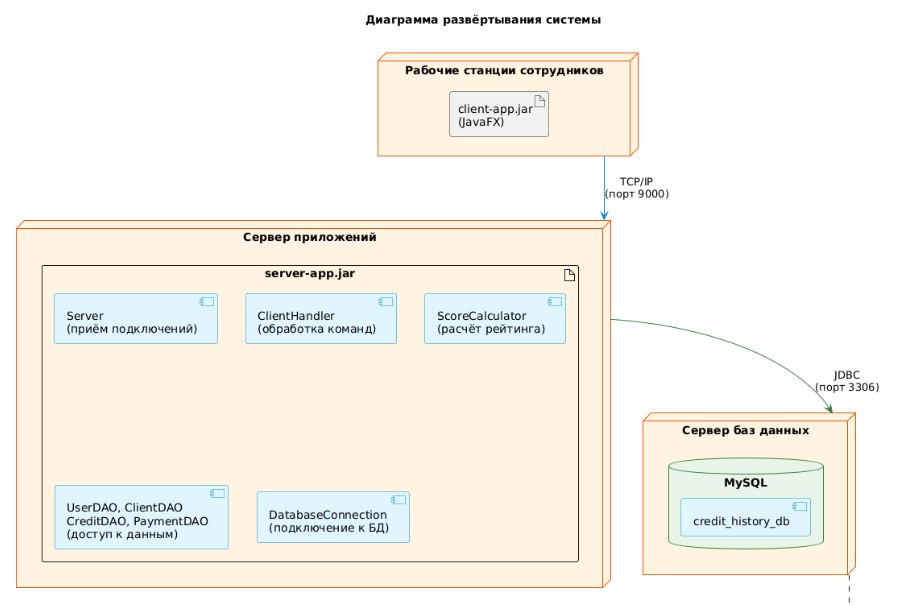 Диаграмма развёртывания системы
Рабочие станции сотрудников
client-app.jar
(JavaFX)
TCP/IP
(порт 9000)
Сервер приложений
server-app.jar
Server
(приём подключений)
ClientHandler
(обработка команд)
ScoreCalculator
(расчёт рейтинга)
JDBC
(порт 3306)
UserDAO, ClientDAO
CreditDAO, PaymentDAO
(доступ к данным)
DatabaseConnection
(подключение к БД)
Сервер баз данных
MySQL
credit_history_db